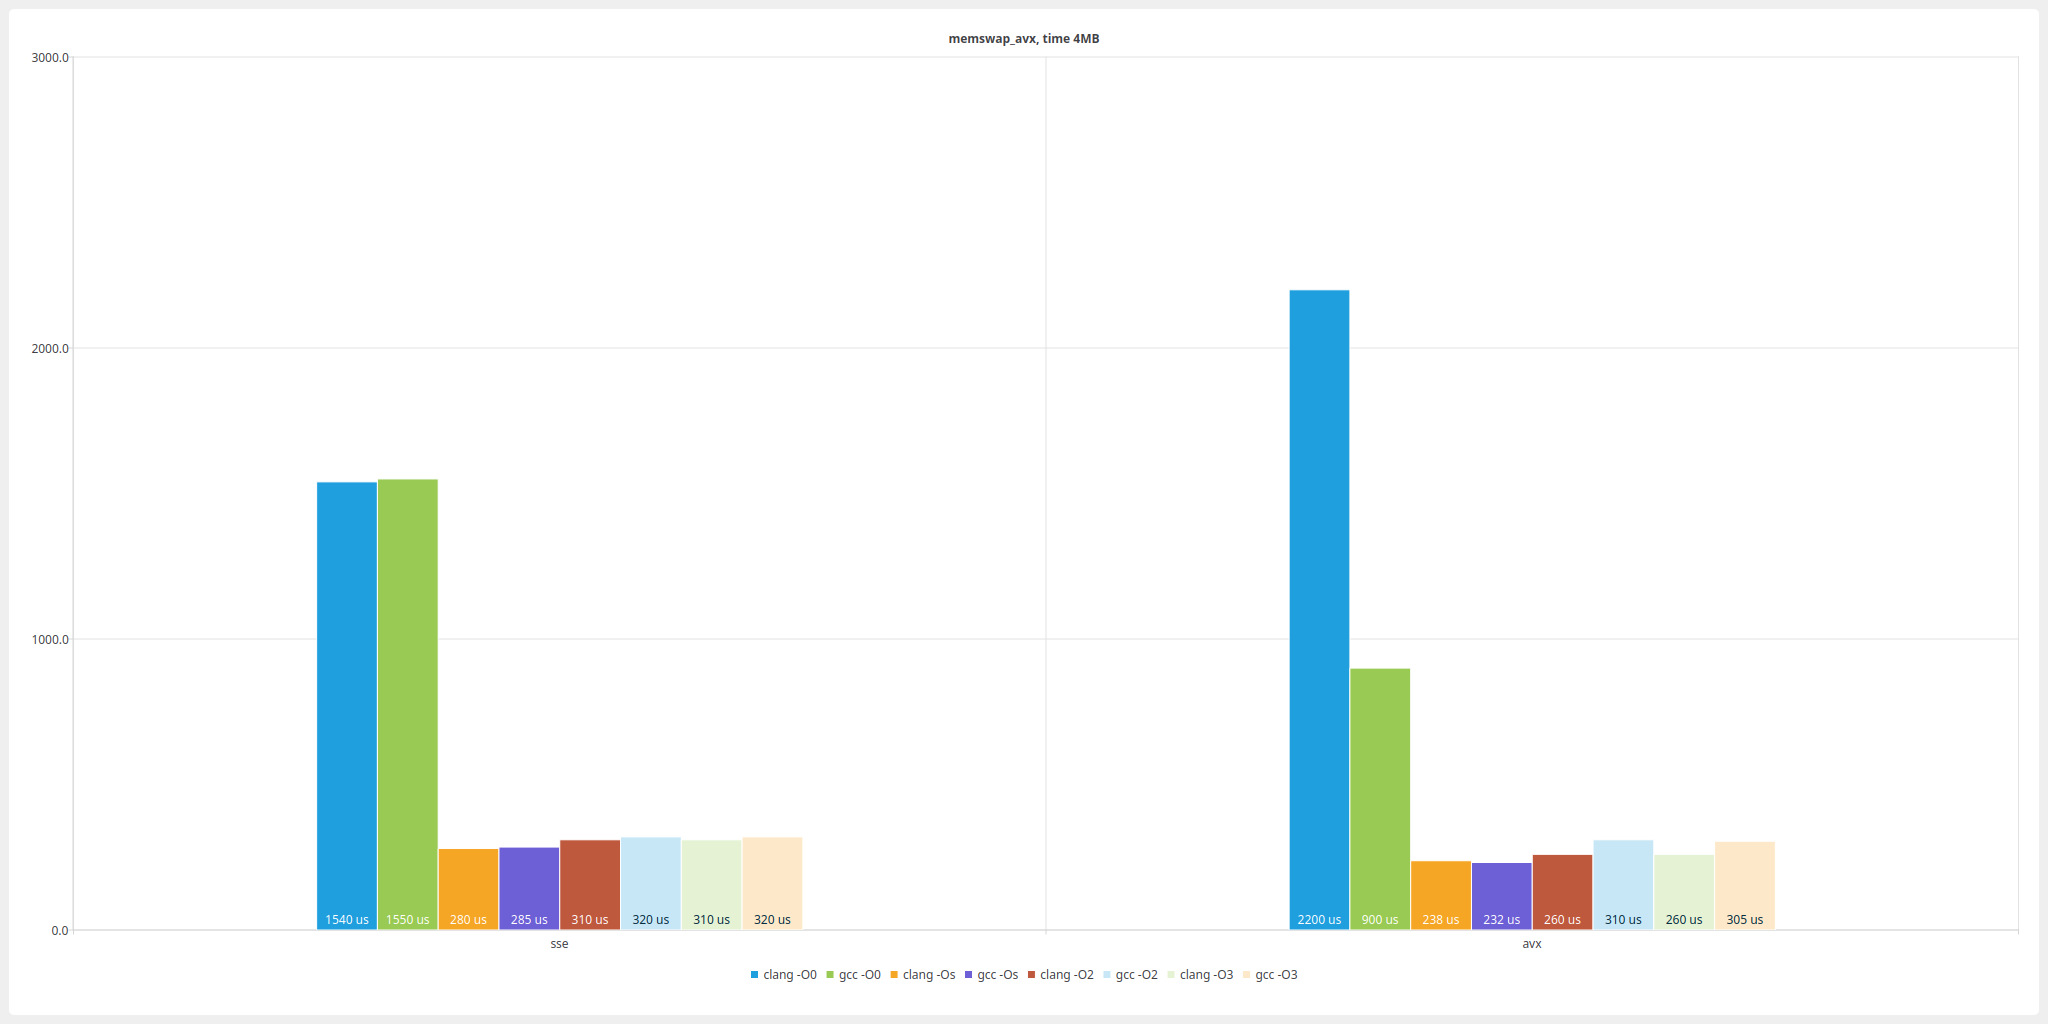 memswap_avx, time 4MB
3000.0
2000.0
1000.0
0.0
1540 us 1550 us 280 us 285 us 310 us 320 us 310 us 320 us
2200 us 900 us 238 us 232 us 260 us 310 us 260 us 305 us
sse
avx
clang -O0 gcc -O0 clang -Os gcc -Os clang -O2 gcc -O2 clang -O3 gcc -O3